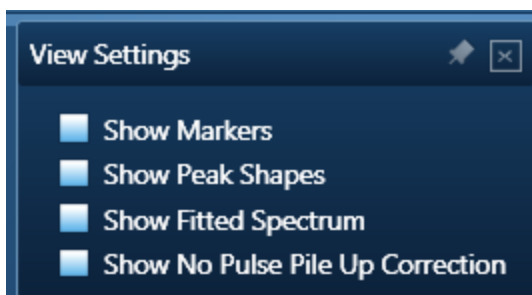 View Settings
Show Markers
Show Peak Shapes
Show Fitted Spectrum
Show No Pulse Pile Up Correction